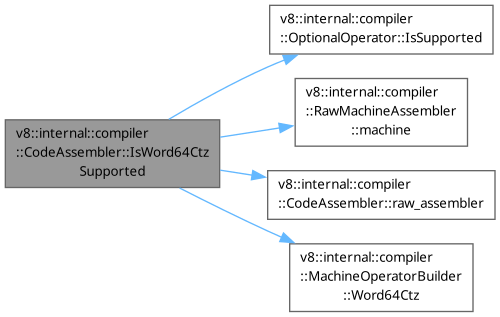 v8::internal::compiler
::OptionalOperator::IsSupported
v8::internal::compiler
::RawMachineAssembler
::machine
v8::internal::compiler
::CodeAssembler::IsWord64Ctz
Supported
v8::internal::compiler
::CodeAssembler::raw_assembler
v8::internal::compiler
::MachineOperatorBuilder
::Word64Ctz